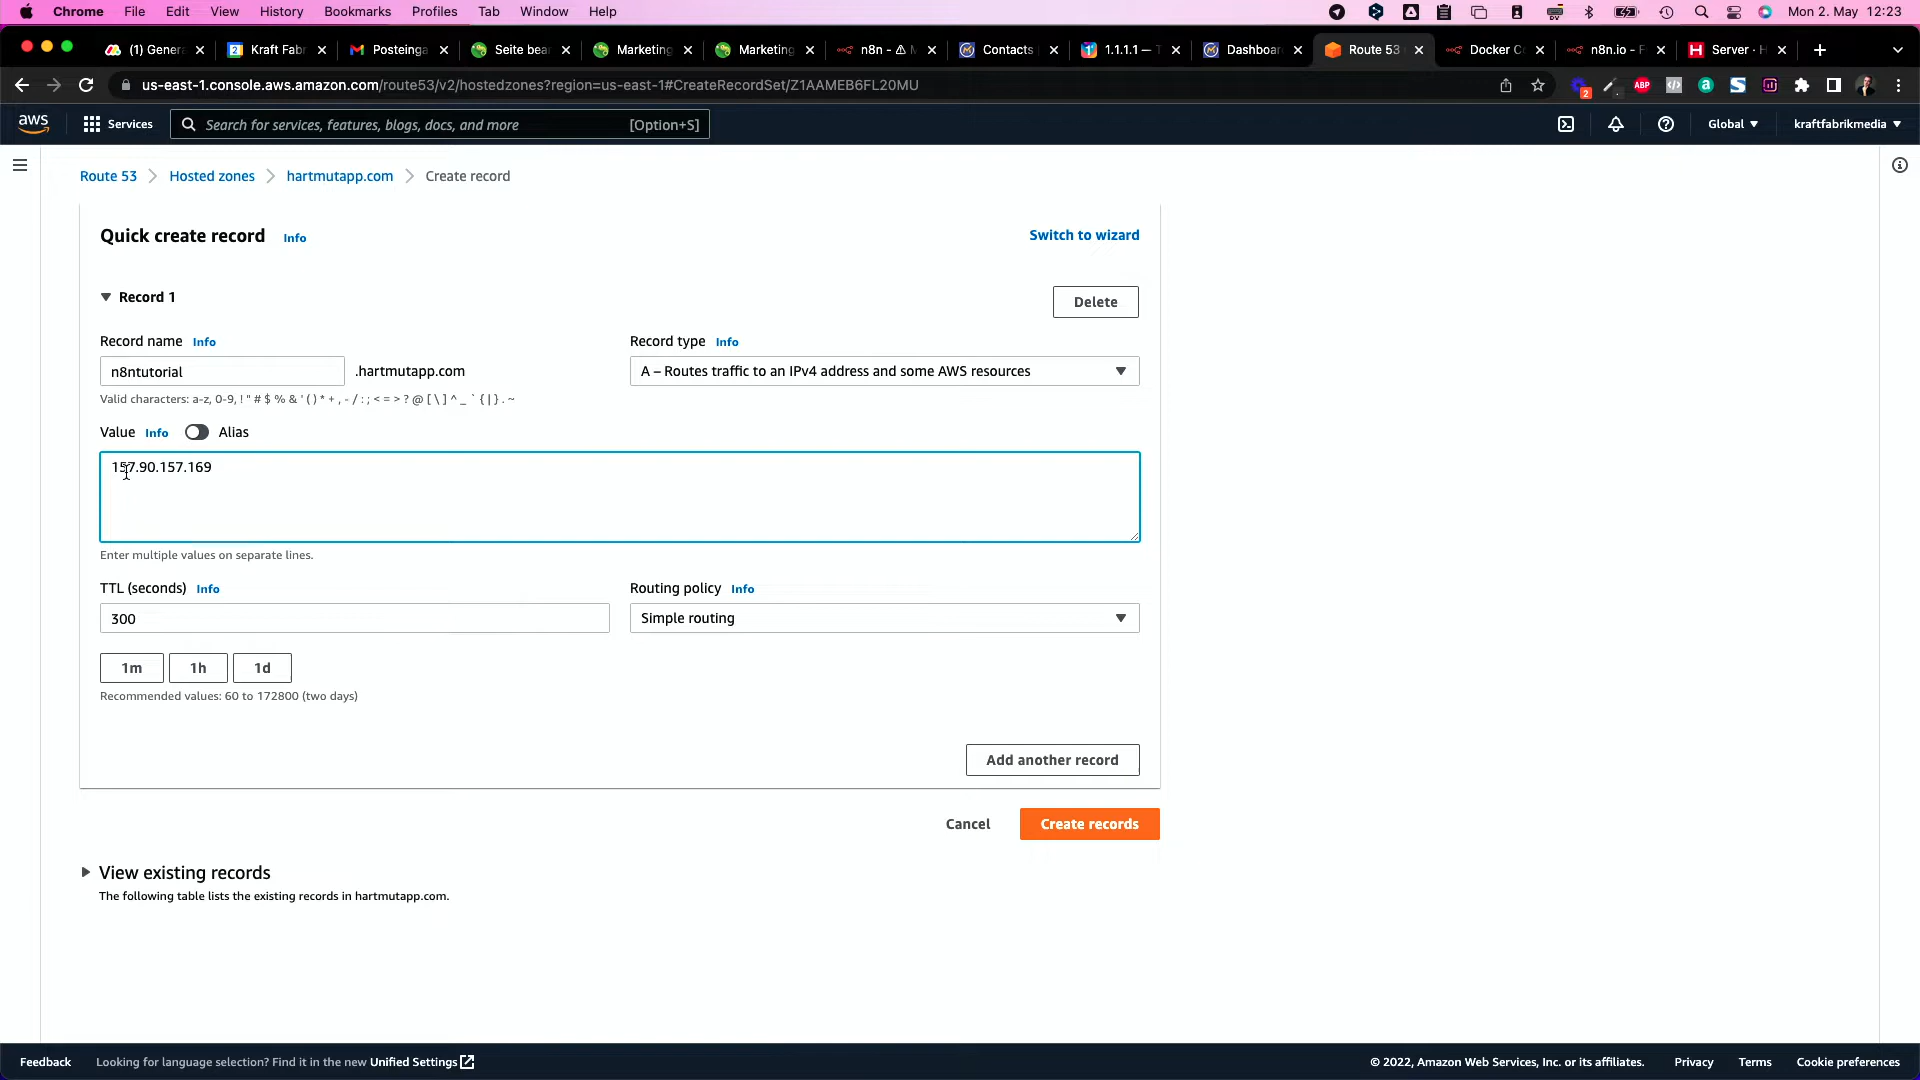 Chrome File Edit View History Bookmarks Profiles Tab Window Help Mon 2. May 12:23
(1) Genera Kraft Fabr Posteinga Seite bear Marketing Marketing n8n - Contacts 1.1.1.1 — Dashboar Route 53 Docker C n8n.io - Server · H
us-east-1.console.aws.amazon.com/route53/v2/hostedzones?region=us-east-1#CreateRecordSet/Z1AAMEB6FL20MU
aws Services Search for services, features, blogs, docs, and more [Option+S] Global kraftfabrikmedia
Route 53 Hosted zones hartmutapp.com Create record
Quick create record Info Switch to wizard
Record 1 Delete
Record name Info Record type Info
n8ntutorial .hartmutapp.com A – Routes traffic to an IPv4 address and some AWS resources
Valid characters: a-z, 0-9, ! " # $ % & ' ( ) * + , - / : ; < = > ? @ [ \ ] ^ _ ` { | } . ~
Value Info Alias
157.90.157.169
Enter multiple values on separate lines.
TTL (seconds) Info Routing policy Info
300 Simple routing
1m 1h 1d
Recommended values: 60 to 172800 (two days)
Add another record
Cancel Create records
View existing records
The following table lists the existing records in hartmutapp.com.
Feedback Looking for language selection? Find it in the new Unified Settings © 2022, Amazon Web Services, Inc. or its affiliates. Privacy Terms Cookie preferences